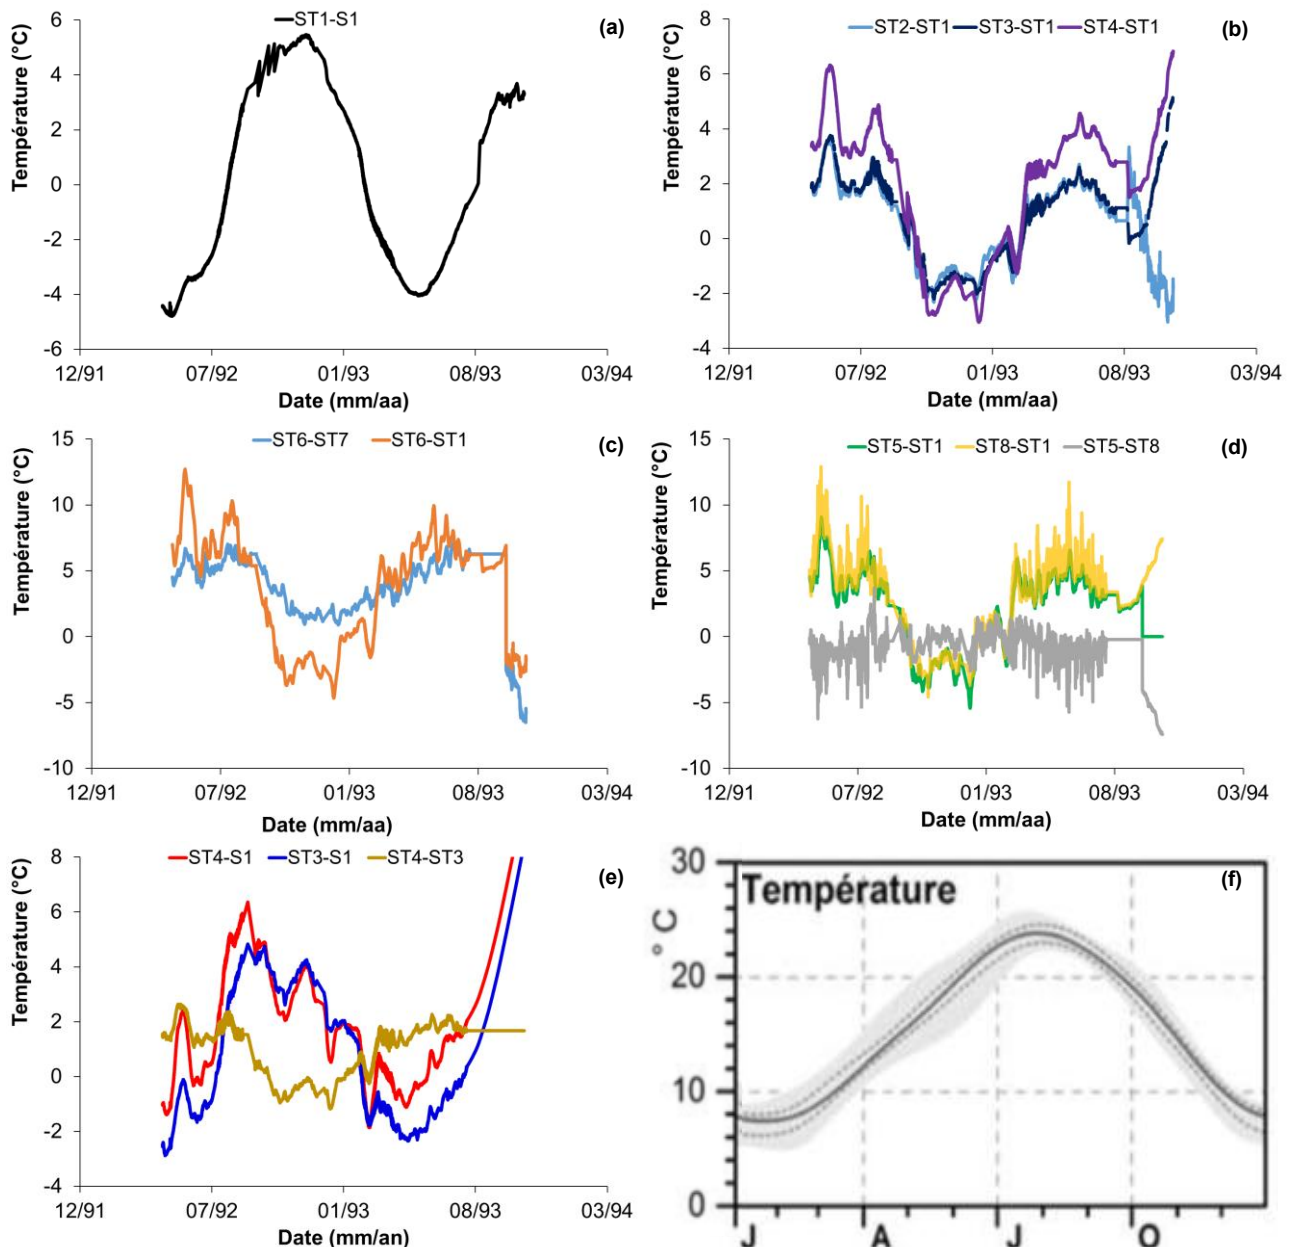 ST1-S1
(a)
Température (°C)
6
4
2
0
-2
-4
-6
12/91
07/92
01/93
08/93
03/94
Date (mm/aa)
ST2-ST1
ST3-ST1
ST4-ST1
(b)
Température (°C)
8
6
4
2
0
-2
-4
12/91
07/92
01/93
08/93
03/94
Date (mm/aa)
ST6-ST7
ST6-ST1
(c)
Température (°C)
15
10
5
0
-5
-10
12/91
07/92
01/93
08/93
03/94
Date (mm/aa)
ST5-ST1
ST8-ST1
ST5-ST8
(d)
Température (°C)
15
10
5
0
-5
-10
12/91
07/92
01/93
08/93
03/94
Date (mm/aa)
ST4-S1
ST3-S1
ST4-ST3
(e)
Température (°C)
8
6
4
2
0
-2
-4
12/91
07/92
01/93
08/93
03/94
Date (mm/an)
Température
(f)
° C
30
20
10
0
J
A
J
O